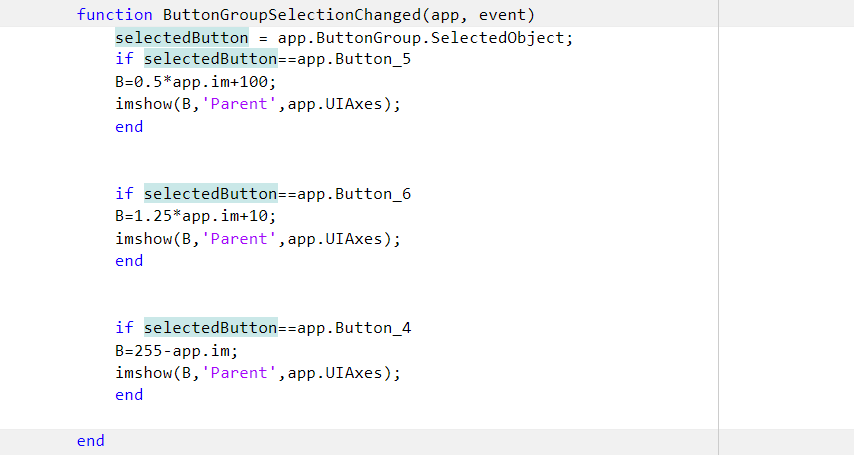 function ButtonGroupSelectionChanged(app, event)
selectedButton = app.ButtonGroup.SelectedObject;
if selectedButton==app.Button_5
B=0.5*app.im+100;
imshow(B,'Parent',app.UIAxes);
end
if selectedButton==app.Button_6
B=1.25*app.im+10;
imshow(B,'Parent',app.UIAxes);
end
if selectedButton==app.Button_4
B=255-app.im;
imshow(B,'Parent',app.UIAxes);
end
end